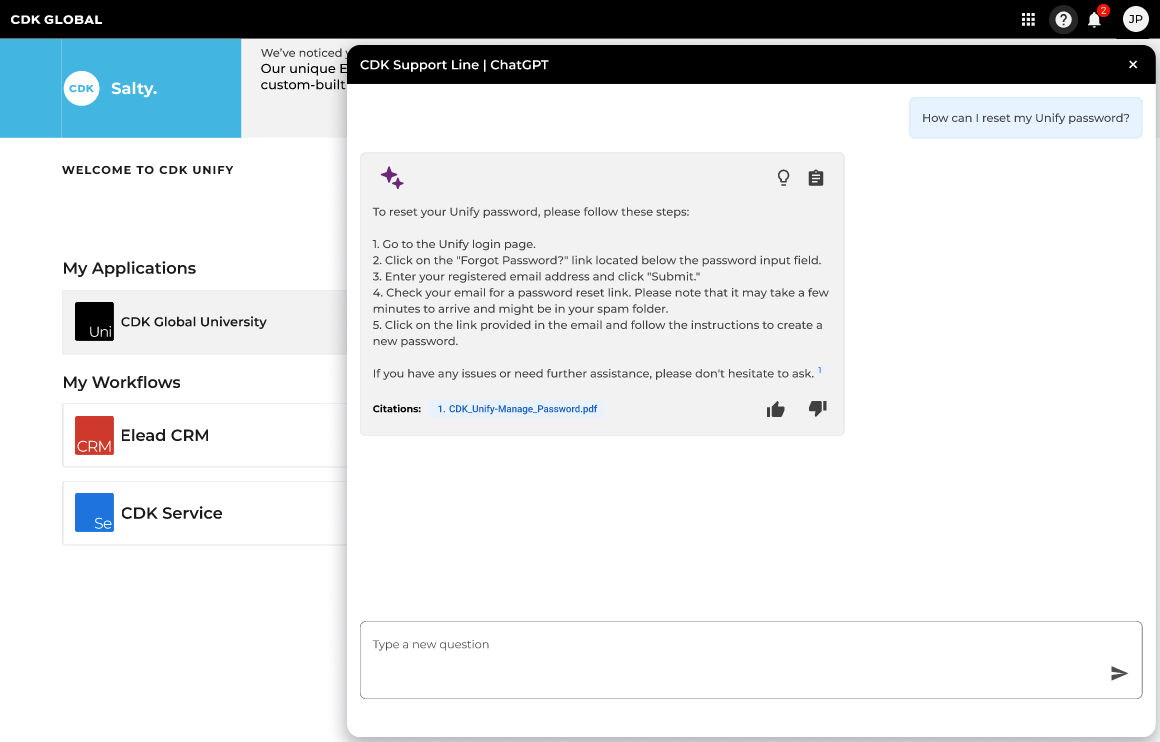 CDK GLOBAL
2
JP
CDK
Salty.
We've noticed
Our unique E
custom-built
WELCOME TO CDK UNIFY
My Applications
Uni
CDK Global University
My Workflows
CRM
Elead CRM
Se
CDK Service
CDK Support Line | ChatGPT
How can I reset my Unify password?
To reset your Unify password, please follow these steps:
1. Go to the Unify login page.
2. Click on the "Forgot Password?" link located below the password input field.
3. Enter your registered email address and click "Submit."
4. Check your email for a password reset link. Please note that it may take a few
minutes to arrive and might be in your spam folder.
5. Click on the link provided in the email and follow the instructions to create a
new password.
If you have any issues or need further assistance, please don't hesitate to ask. 1
Citations: 1. CDK_Unify-Manage_Password.pdf
Type a new question